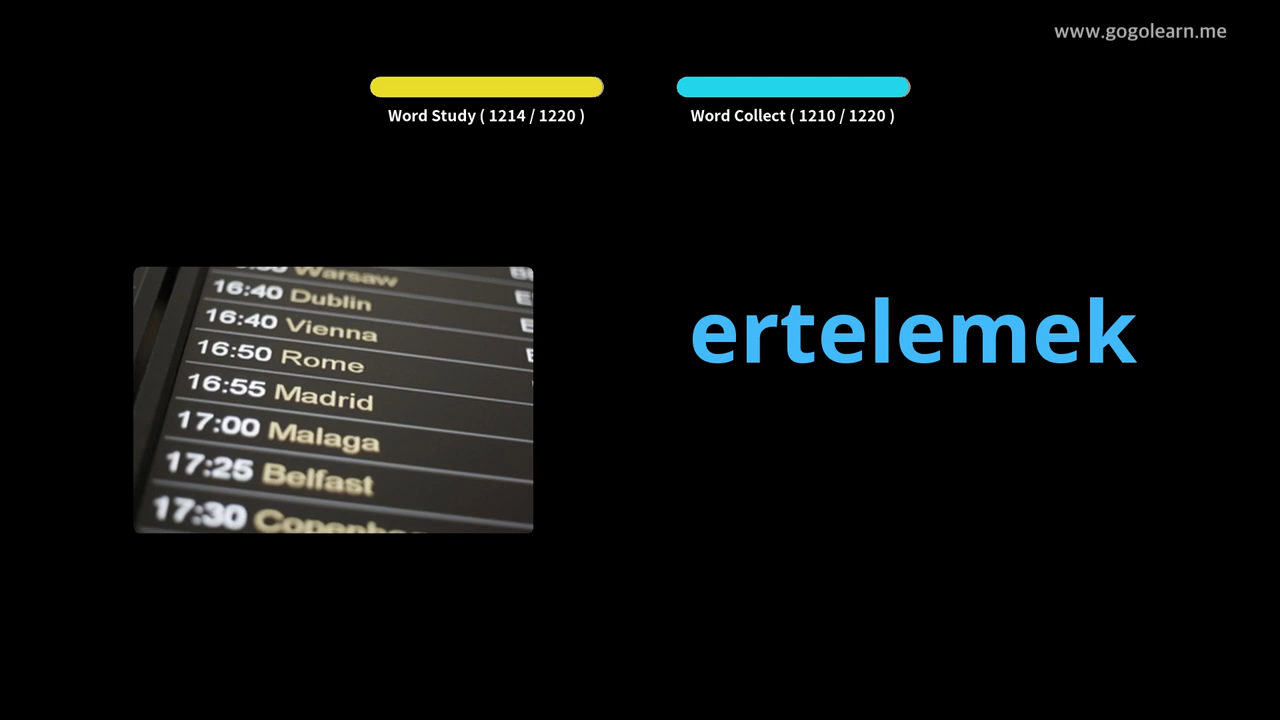 www.gogolearn.me
Word Study ( 1214 / 1220 )
Word Collect ( 1210 / 1220 )
Warsaw
16:40 Dublin
16:40 Vienna
16:50 Rome
16:55 Madrid
17:00 Malaga
17:25 Belfast
17:30
ertelemek